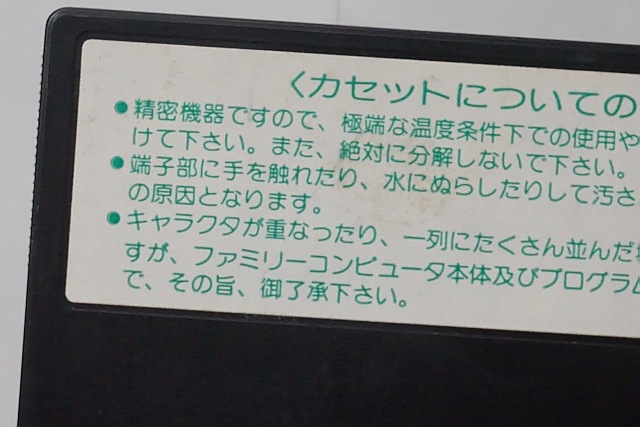 〈カセットについての
●精密機器ですので、極端な温度条件下での使用や
けて下さい。また、絶対に分解しないで下さい。
●端子部に手を触れたり、水にぬらしたりして汚さ
の原因となります。
●キャラクタが重なったり、一列にたくさん並んだ
すが、ファミリーコンピュータ本体及びプログラム
で、その旨、御了承下さい。